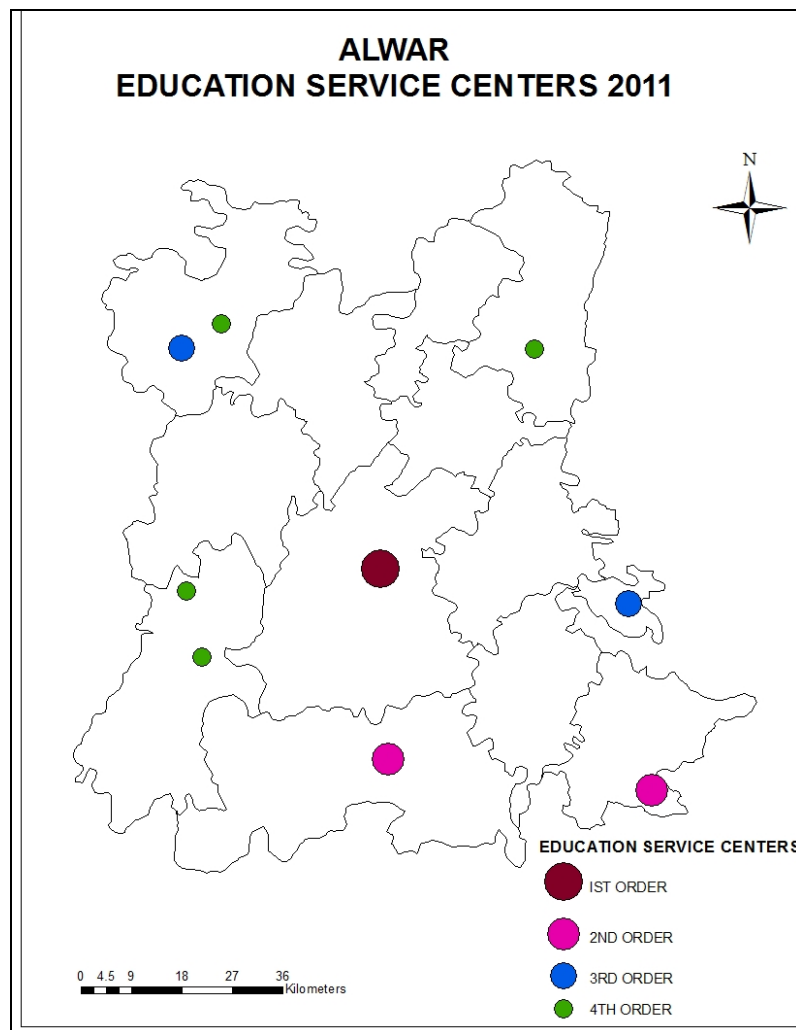 ALWAR
EDUCATION SERVICE CENTERS 2011
N
EDUCATION SERVICE CENTERS
IST ORDER
2ND ORDER
3RD ORDER
4TH ORDER
0 4.5 9 18 27 36
Kilometers